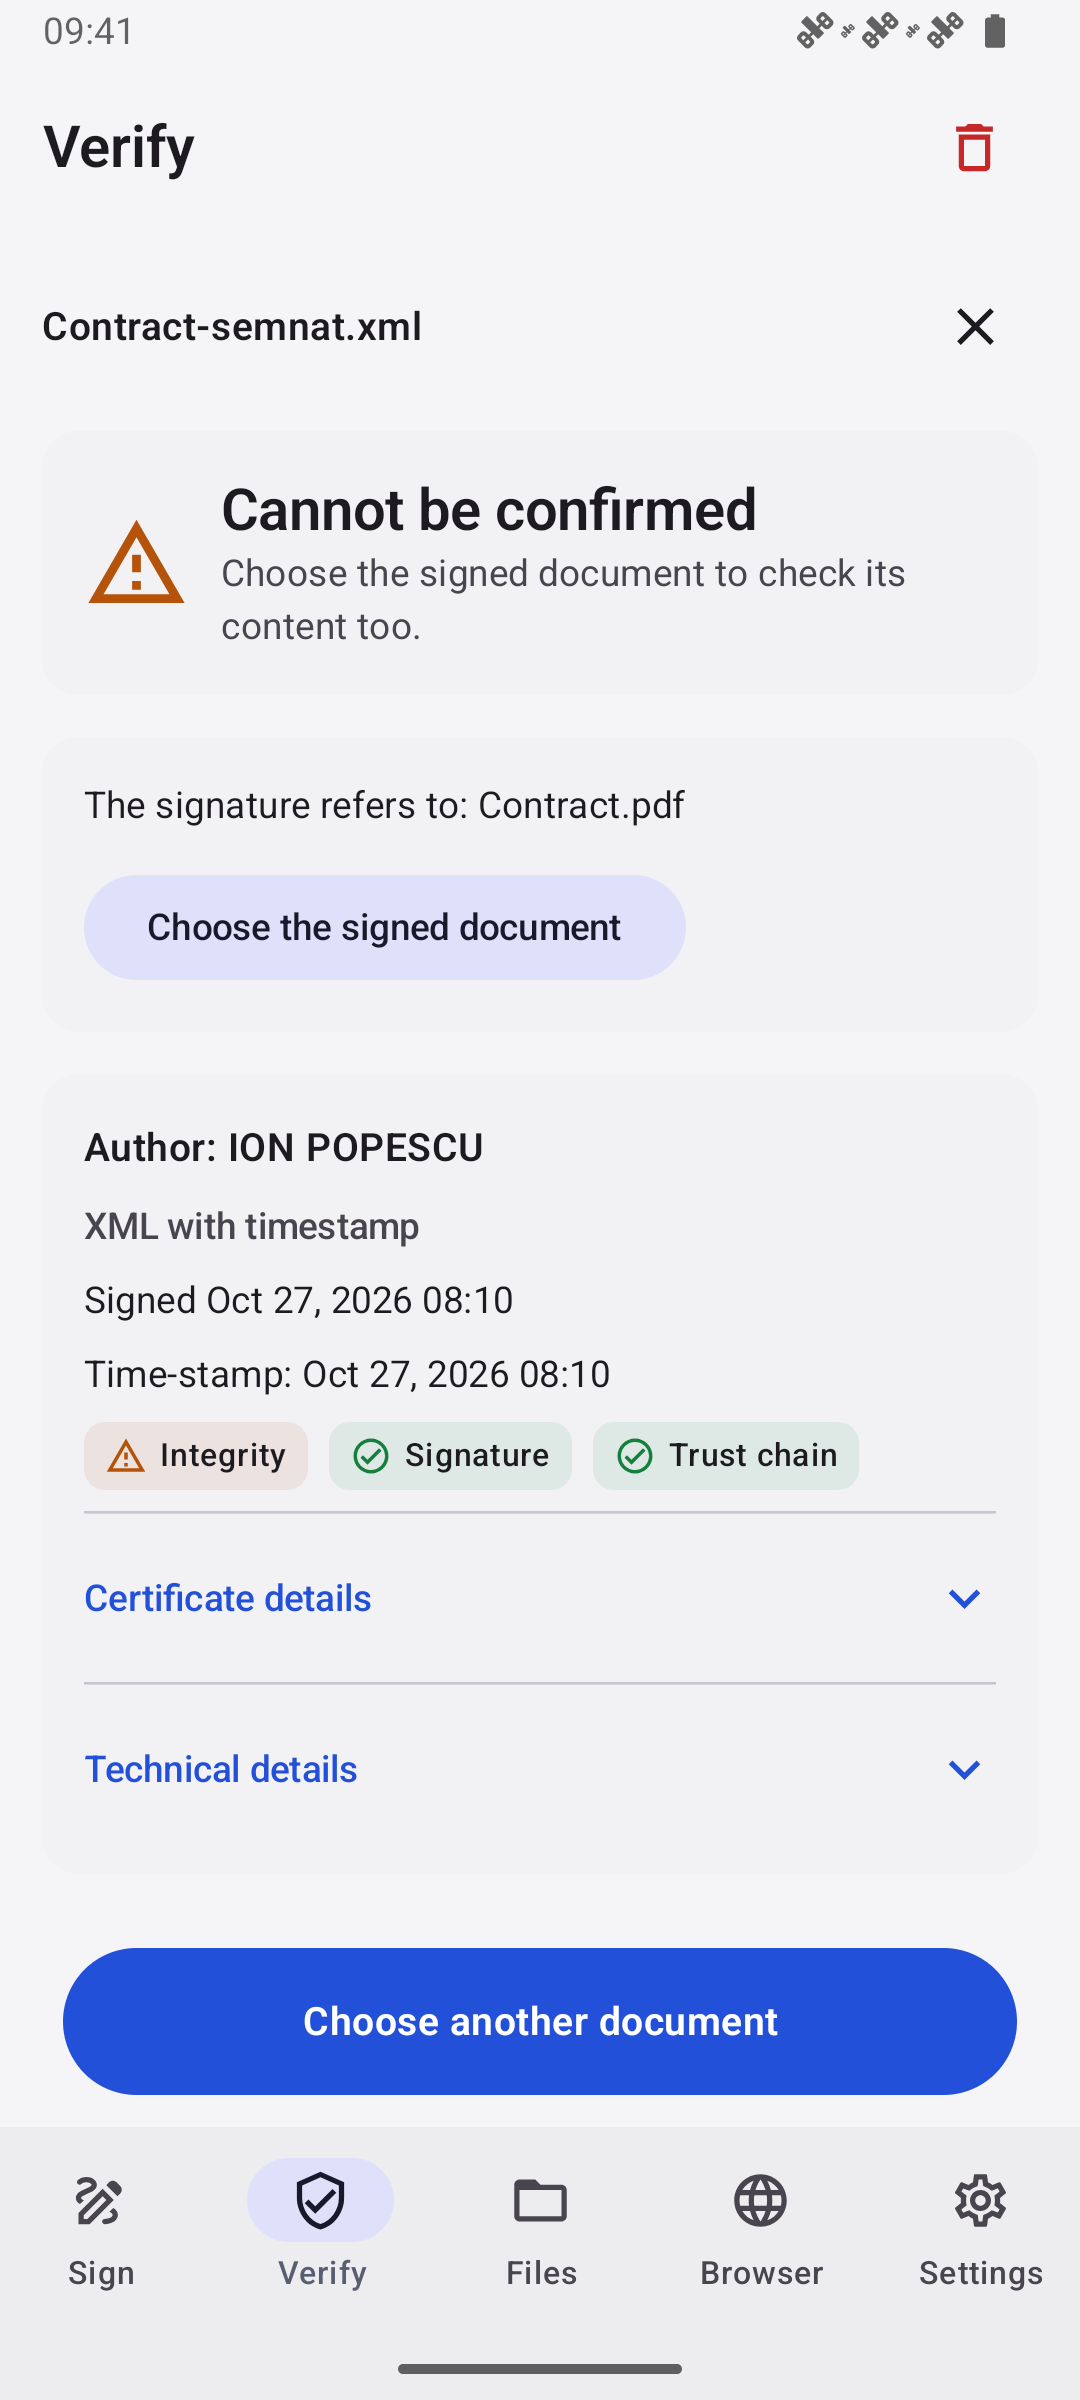 09:41
Verify
Contract-semnat.xml
Cannot be confirmed
Choose the signed document to check its
content too.
The signature refers to: Contract.pdf
Choose the signed document
Author: ION POPESCU
XML with timestamp
Signed Oct 27, 2026 08:10
Time-stamp: Oct 27, 2026 08:10
Integrity Signature Trust chain
Certificate details
Technical details
Choose another document
Sign Verify Files Browser Settings